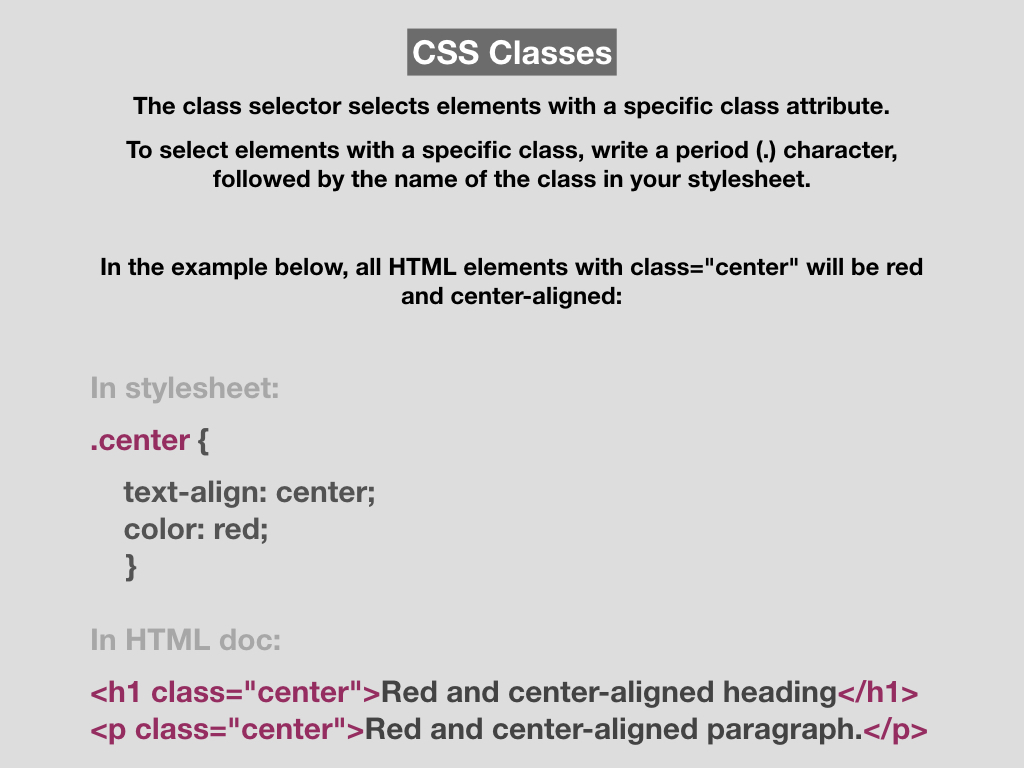 CSS Classes
The class selector selects elements with a specific class attribute.
To select elements with a specific class, write a period (.) character,
followed by the name of the class in your stylesheet.
In the example below, all HTML elements with class="center" will be red
and center-aligned:
In stylesheet:
.center {
text-align: center;
color: red;
}
In HTML doc:
<h1 class="center">Red and center-aligned heading</h1>
<p class="center">Red and center-aligned paragraph.</p>